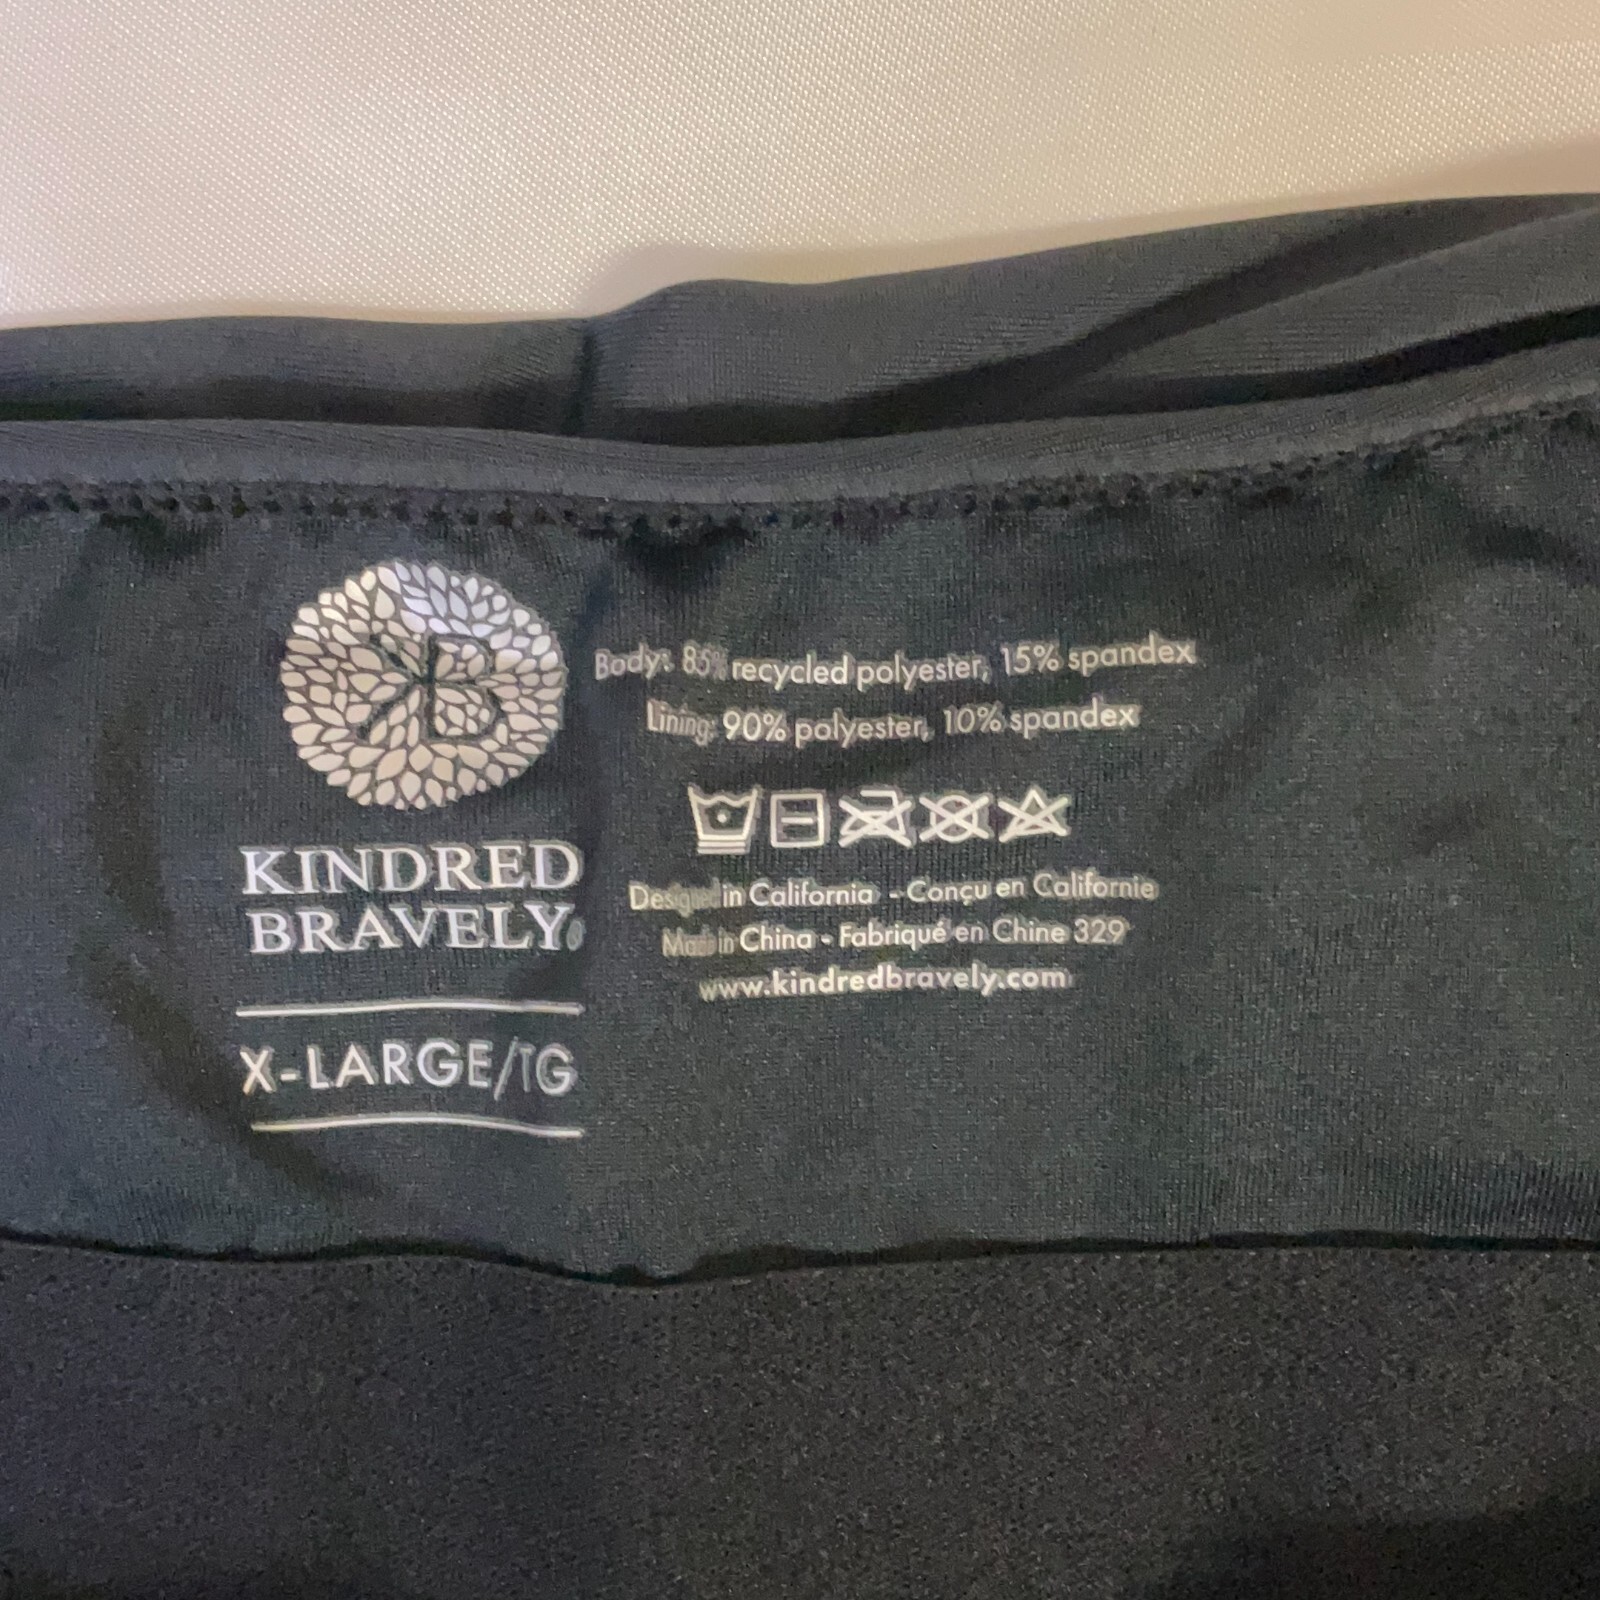 KB
KINDRED
BRAVELY®
X-LARGE/TG
Body: 85% recycled polyester, 15% spandex
Lining: 90% polyester, 10% spandex
Designed in California - Conçu en Californie
Made in China - Fabriqué en Chine 329
www.kindredbravely.com